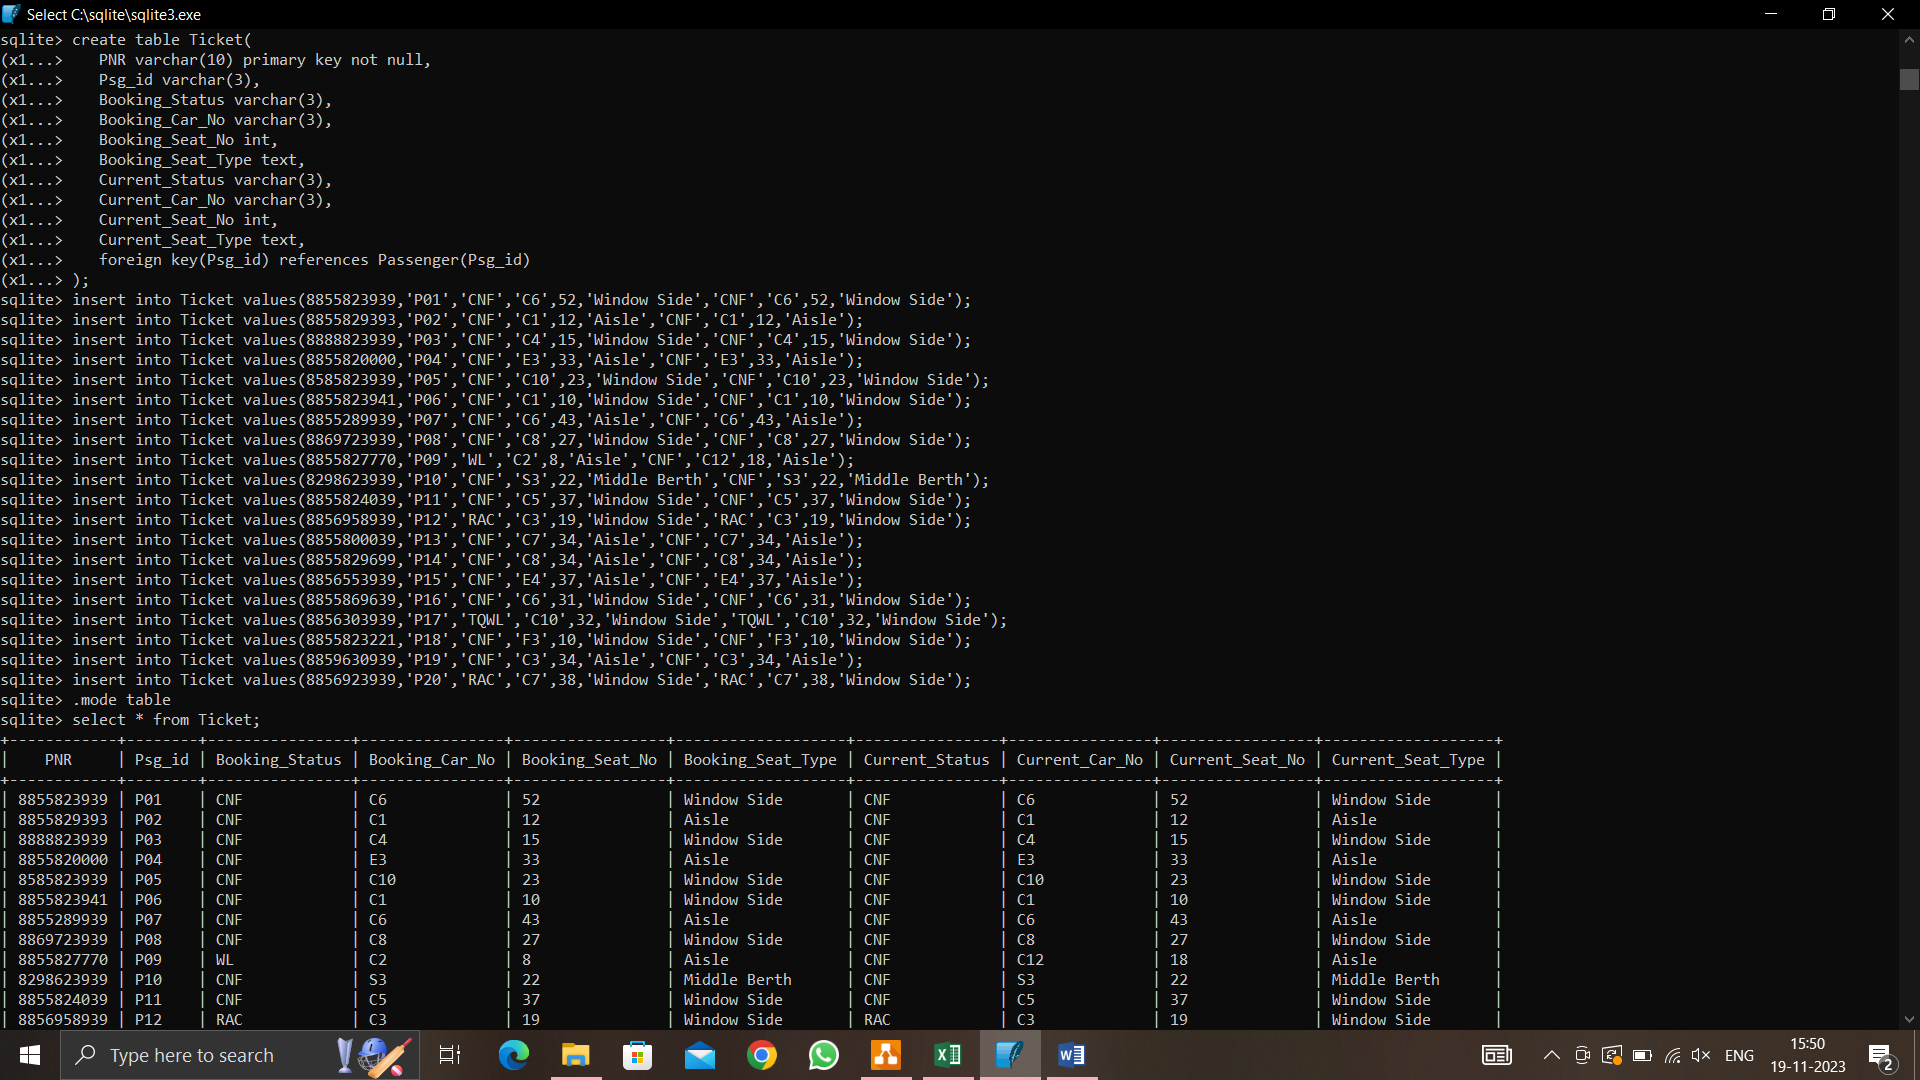 Select C:\sqlite\sqlite3.exe
sqlite> create table Ticket(
(x1...>    PNR varchar(10) primary key not null,
(x1...>    Psg_id varchar(3),
(x1...>    Booking_Status varchar(3),
(x1...>    Booking_Car_No varchar(3),
(x1...>    Booking_Seat_No int,
(x1...>    Booking_Seat_Type text,
(x1...>    Current_Status varchar(3),
(x1...>    Current_Car_No varchar(3),
(x1...>    Current_Seat_No int,
(x1...>    Current_Seat_Type text,
(x1...>    foreign key(Psg_id) references Passenger(Psg_id)
(x1...> );
sqlite> insert into Ticket values(8855823939,'P01','CNF','C6',52,'Window Side','CNF','C6',52,'Window Side');
sqlite> insert into Ticket values(8855829393,'P02','CNF','C1',12,'Aisle','CNF','C1',12,'Aisle');
sqlite> insert into Ticket values(8888823939,'P03','CNF','C4',15,'Window Side','CNF','C4',15,'Window Side');
sqlite> insert into Ticket values(8855820000,'P04','CNF','E3',33,'Aisle','CNF','E3',33,'Aisle');
sqlite> insert into Ticket values(8585823939,'P05','CNF','C10',23,'Window Side','CNF','C10',23,'Window Side');
sqlite> insert into Ticket values(8855823941,'P06','CNF','C1',10,'Window Side','CNF','C1',10,'Window Side');
sqlite> insert into Ticket values(8855289939,'P07','CNF','C6',43,'Aisle','CNF','C6',43,'Aisle');
sqlite> insert into Ticket values(8869723939,'P08','CNF','C8',27,'Window Side','CNF','C8',27,'Window Side');
sqlite> insert into Ticket values(8855827770,'P09','WL','C2',8,'Aisle','CNF','C12',18,'Aisle');
sqlite> insert into Ticket values(8298623939,'P10','CNF','S3',22,'Middle Berth','CNF','S3',22,'Middle Berth');
sqlite> insert into Ticket values(8855824039,'P11','CNF','C5',37,'Window Side','CNF','C5',37,'Window Side');
sqlite> insert into Ticket values(8856958939,'P12','RAC','C3',19,'Window Side','RAC','C3',19,'Window Side');
sqlite> insert into Ticket values(8855800039,'P13','CNF','C7',34,'Aisle','CNF','C7',34,'Aisle');
sqlite> insert into Ticket values(8855829699,'P14','CNF','C8',34,'Aisle','CNF','C8',34,'Aisle');
sqlite> insert into Ticket values(8856553939,'P15','CNF','E4',37,'Aisle','CNF','E4',37,'Aisle');
sqlite> insert into Ticket values(8855869639,'P16','CNF','C6',31,'Window Side','CNF','C6',31,'Window Side');
sqlite> insert into Ticket values(8856303939,'P17','TQWL','C10',32,'Window Side','TQWL','C10',32,'Window Side');
sqlite> insert into Ticket values(8855823221,'P18','CNF','F3',10,'Window Side','CNF','F3',10,'Window Side');
sqlite> insert into Ticket values(8859630939,'P19','CNF','C3',34,'Aisle','CNF','C3',34,'Aisle');
sqlite> insert into Ticket values(8856923939,'P20','RAC','C7',38,'Window Side','RAC','C7',38,'Window Side');
sqlite> .mode table
sqlite> select * from Ticket;
| PNR | Psg_id | Booking_Status | Booking_Car_No | Booking_Seat_No | Booking_Seat_Type | Current_Status | Current_Car_No | Current_Seat_No | Current_Seat_Type |
| 8855823939 | P01 | CNF | C6 | 52 | Window Side | CNF | C6 | 52 | Window Side |
| 8855829393 | P02 | CNF | C1 | 12 | Aisle | CNF | C1 | 12 | Aisle |
| 8888823939 | P03 | CNF | C4 | 15 | Window Side | CNF | C4 | 15 | Window Side |
| 8855820000 | P04 | CNF | E3 | 33 | Aisle | CNF | E3 | 33 | Aisle |
| 8585823939 | P05 | CNF | C10 | 23 | Window Side | CNF | C10 | 23 | Window Side |
| 8855823941 | P06 | CNF | C1 | 10 | Window Side | CNF | C1 | 10 | Window Side |
| 8855289939 | P07 | CNF | C6 | 43 | Aisle | CNF | C6 | 43 | Aisle |
| 8869723939 | P08 | CNF | C8 | 27 | Window Side | CNF | C8 | 27 | Window Side |
| 8855827770 | P09 | WL | C2 | 8 | Aisle | CNF | C12 | 18 | Aisle |
| 8298623939 | P10 | CNF | S3 | 22 | Middle Berth | CNF | S3 | 22 | Middle Berth |
| 8855824039 | P11 | CNF | C5 | 37 | Window Side | CNF | C5 | 37 | Window Side |
| 8856958939 | P12 | RAC | C3 | 19 | Window Side | RAC | C3 | 19 | Window Side |
Type here to search
ENG
15:50
19-11-2023
2